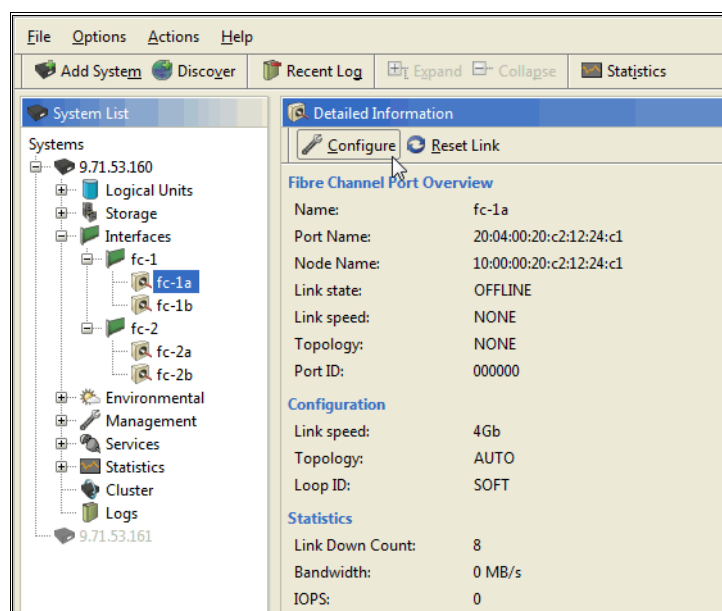 File Options Actions Help
Add System Discover Recent Log Expand Collapse Statistics
System List
Systems
9.71.53.160
Logical Units
Storage
Interfaces
fc-1
fc-1a
fc-1b
fc-2
fc-2a
fc-2b
Environmental
Management
Services
Statistics
Cluster
Logs
9.71.53.161
Detailed Information
Configure Reset Link
Fibre Channel Port Overview
Name: fc-1a
Port Name: 20:04:00:20:c2:12:24:c1
Node Name: 10:00:00:20:c2:12:24:c1
Link state: OFFLINE
Link speed: NONE
Topology: NONE
Port ID: 000000
Configuration
Link speed: 4Gb
Topology: AUTO
Loop ID: SOFT
Statistics
Link Down Count: 8
Bandwidth: 0 MB/s
IOPS: 0